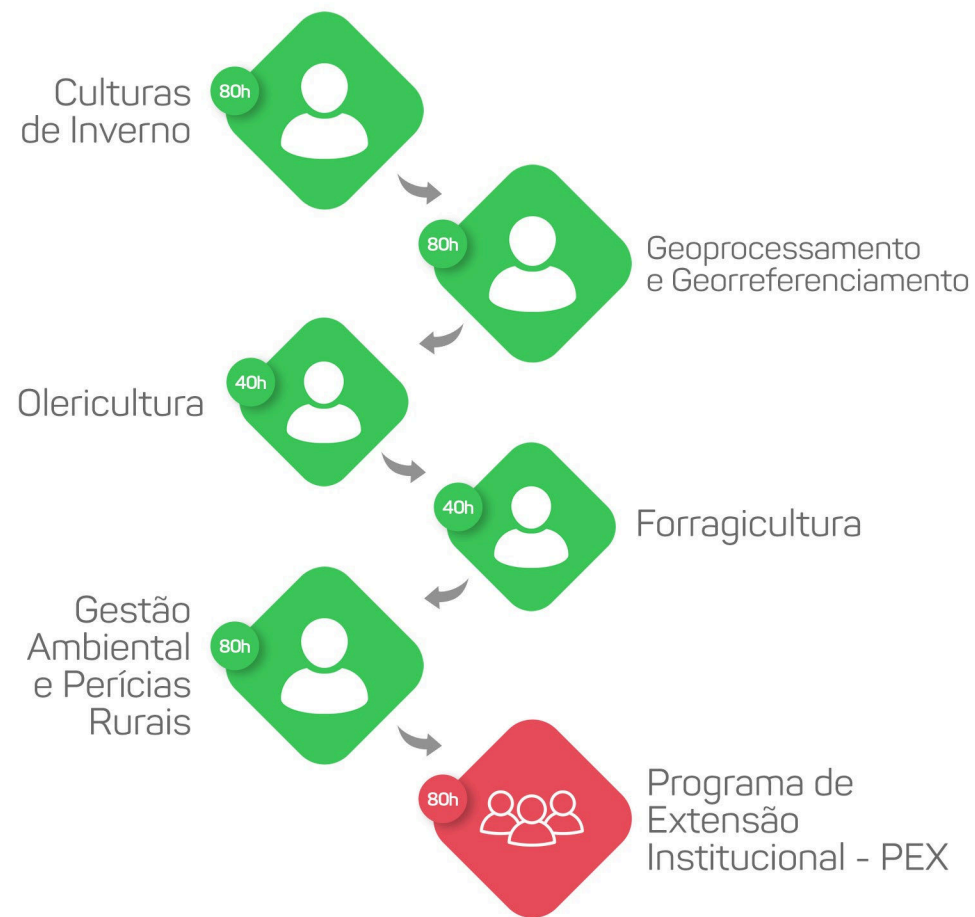 Culturas
de Inverno
80h
80h
Geoprocessamento
e Georreferenciamento
Olericultura
40h
40h
Forragicultura
Gestão
Ambiental
e Perícias
Rurais
80h
80h
Programa de
Extensão
Institucional - PEX